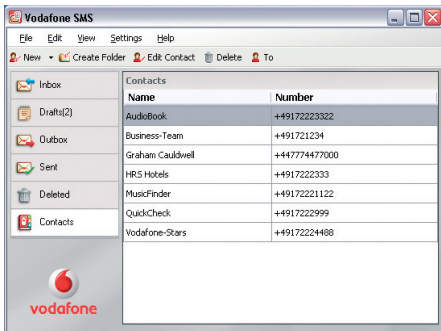 Vodafone SMS
File Edit View Settings Help
New Create Folder Edit Contact Delete To
Inbox
Drafts(2)
Outbox
Sent
Deleted
Contacts
vodafone
Contacts
Name Number
AudioBook +49172223322
Business-Team +491721234
Graham Cauldwell +447774477000
HRS Hotels +4917222333
MusicFinder +49172221122
QuickCheck +4917222999
Vodafone-Stars +49172224488